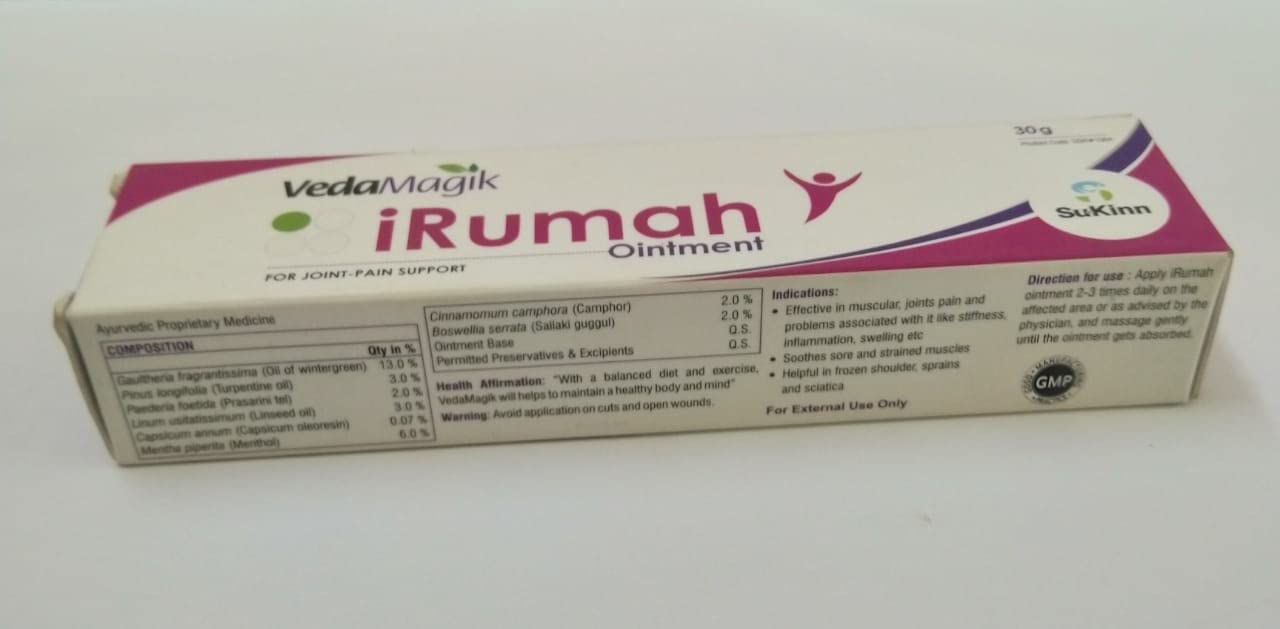 30g
VedaMagik
iRumah
Ointment
FOR JOINT-PAIN SUPPORT
SuKinn
Ayurvedic Proprietary Medicine
COMPOSITION Qty in %
Gaultheria fragrantissima (Oil of wintergreen) 13.0 %
Pinus longifolia (Turpentine oil) 3.0 %
Paederia foetida (Prasarini tel) 2.0 %
Linum usitatissimum (Linseed oil) 3.0 %
Capsicum annum (Capsicum oleoresin) 0.07 %
Mentha piperita (Menthol) 6.0 %
Cinnamomum camphora (Camphor) 2.0 %
Boswellia serrata (Sallaki guggul) 2.0 %
Ointment Base Q.S.
Permitted Preservatives & Excipients Q.S.
Health Affirmation: "With a balanced diet and exercise,
VedaMagik will helps to maintain a healthy body and mind"
Warning: Avoid application on cuts and open wounds.
Indications:
• Effective in muscular, joints pain and
problems associated with it like stiffness,
inflammation, swelling etc
• Soothes sore and strained muscles
• Helpful in frozen shoulder, sprains
and sciatica
For External Use Only
Direction for use : Apply iRumah
ointment 2-3 times daily on the
affected area or as advised by the
physician, and massage gently
until the ointment gets absorbed.
GMP